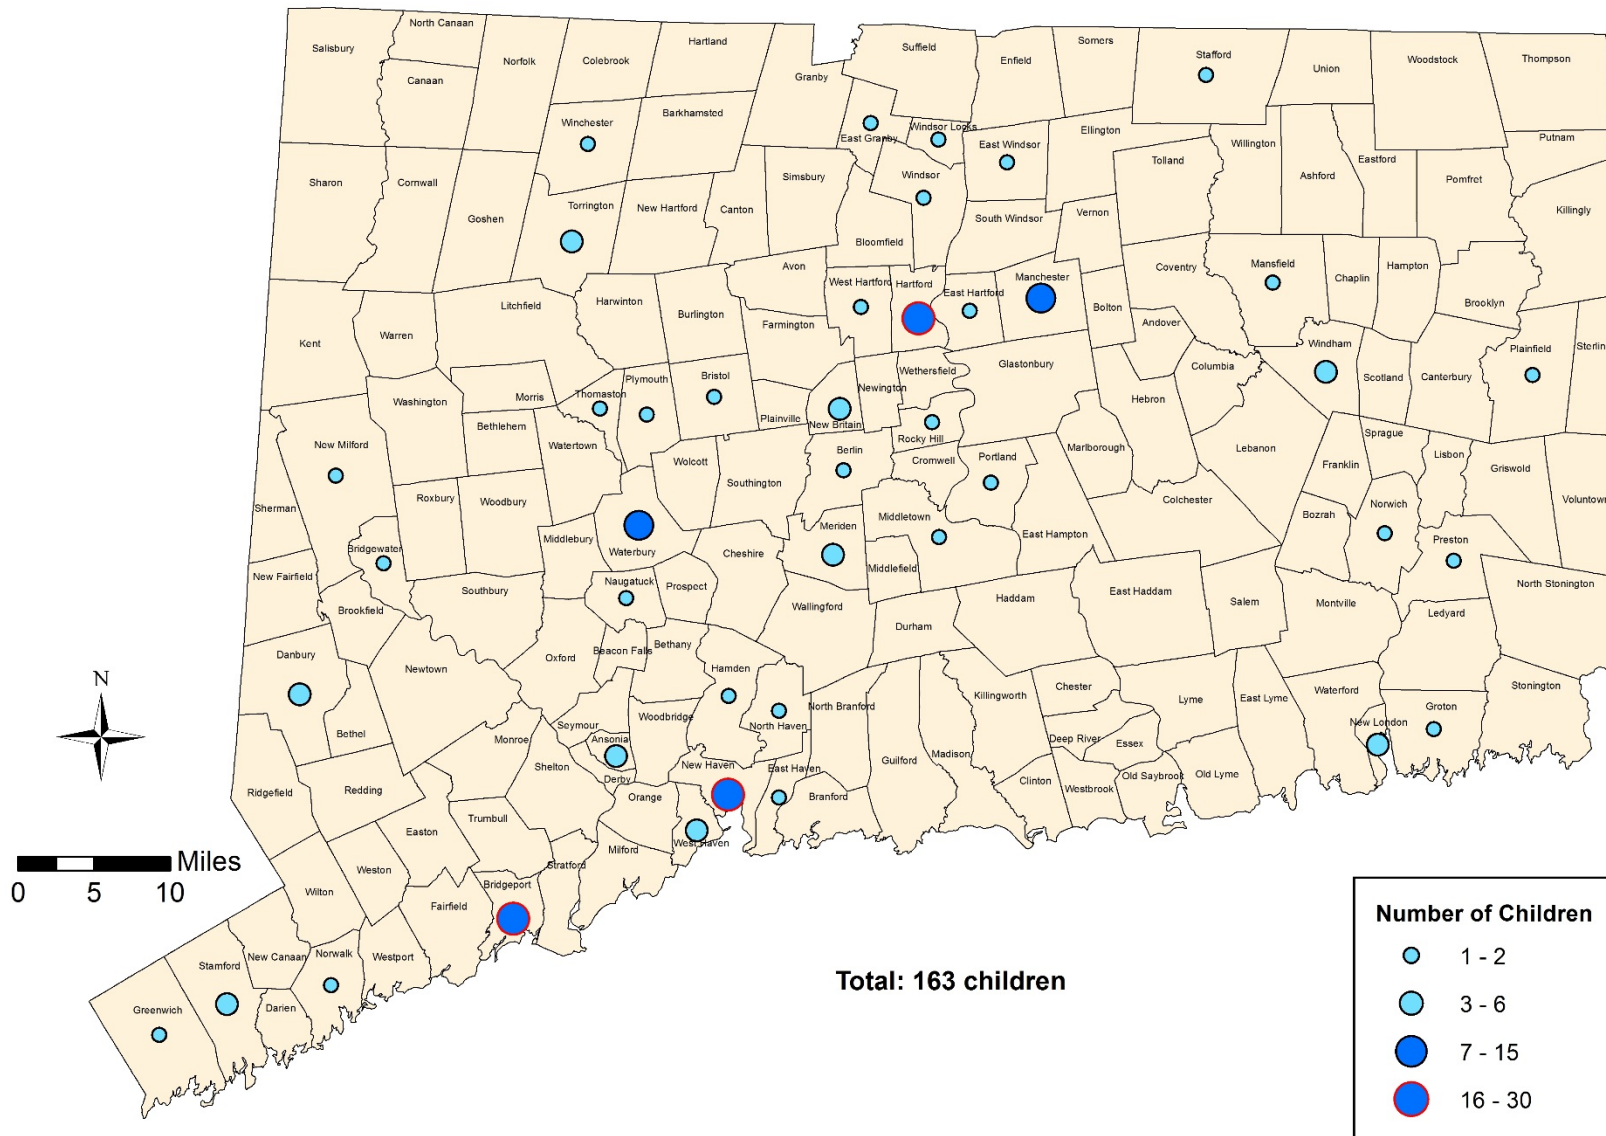 North Canaan
Salisbury
Canaan
Norfolk
Colebrook
Hartland
Granby
Suffield
Enfield
Somers
Stafford
Union
Woodstock
Thompson
Winchester
Barkhamsted
East Granby
Windsor Locks
East Windsor
Ellington
Tolland
Willington
Ashford
Eastford
Pomfret
Putnam
Sharon
Cornwall
Goshen
Torrington
New Hartford
Canton
Simsbury
Windsor
Bloomfield
South Windsor
Vernon
Killingly
Kent
Warren
Litchfield
Harwinton
Burlington
Avon
Farmington
West Hartford
Hartford
East Hartford
Manchester
Bolton
Coventry
Andover
Mansfield
Chaplin
Hampton
Brooklyn
Windham
Scotland
Canterbury
Plainfield
Sterlin
Washington
Morris
Bethlehem
Thomaston
Plymouth
Bristol
Plainville
New Britain
Newington
Wethersfield
Rocky Hill
Glastonbury
Hebron
Columbia
Lebanon
Marlborough
New Milford
Watertown
Wolcott
Southington
Berlin
Cromwell
Portland
Franklin
Sprague
Lisbon
Griswold
Voluntown
Sherman
Roxbury
Woodbury
Bridgewater
Middlebury
Waterbury
Cheshire
Meriden
Middletown
Middlefield
East Hampton
Colchester
Bozrah
Norwich
Preston
North Stonington
New Fairfield
Brookfield
Southbury
Naugatuck
Prospect
Wallingford
Durham
Haddam
East Haddam
Salem
Montville
Ledyard
Danbury
Bethel
Newtown
Oxford
Beacon Falls
Bethany
Hamden
North Haven
North Branford
Killingworth
Chester
Lyme
East Lyme
Waterford
New London
Groton
Stonington
Seymour
Woodbridge
Ansonia
Derby
Monroe
Shelton
New Haven
East Haven
Branford
Guilford
Madison
Deep River
Essex
Clinton
Westbrook
Old Saybrook
Old Lyme
Ridgefield
Redding
Easton
Trumbull
Orange
West Haven
Milford
Stratford
Bridgeport
Fairfield
Weston
Wilton
Westport
Norwalk
New Canaan
Darien
Stamford
Greenwich
N
Miles
0 5 10
Total: 163 children
Number of Children
1 - 2
3 - 6
7 - 15
16 - 30